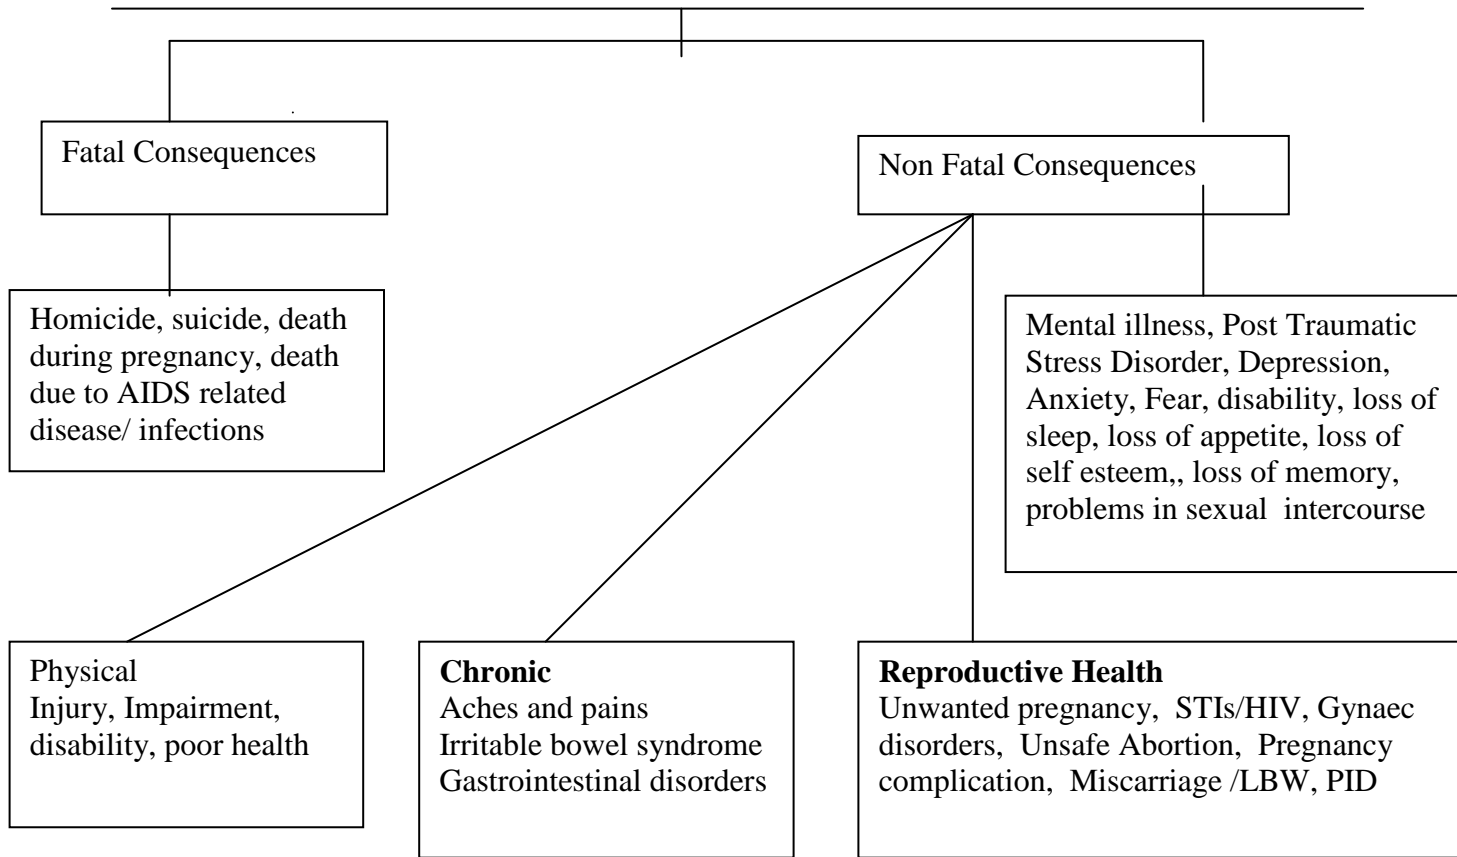 Fatal Consequences
Non Fatal Consequences
Homicide, suicide, death
during pregnancy, death
due to AIDS related
disease/ infections
Mental illness, Post Traumatic
Stress Disorder, Depression,
Anxiety, Fear, disability, loss of
sleep, loss of appetite, loss of
self esteem,, loss of memory,
problems in sexual intercourse
Physical
Injury, Impairment,
disability, poor health
Chronic
Aches and pains
Irritable bowel syndrome
Gastrointestinal disorders
Reproductive Health
Unwanted pregnancy, STIs/HIV, Gynaec
disorders, Unsafe Abortion, Pregnancy
complication, Miscarriage /LBW, PID